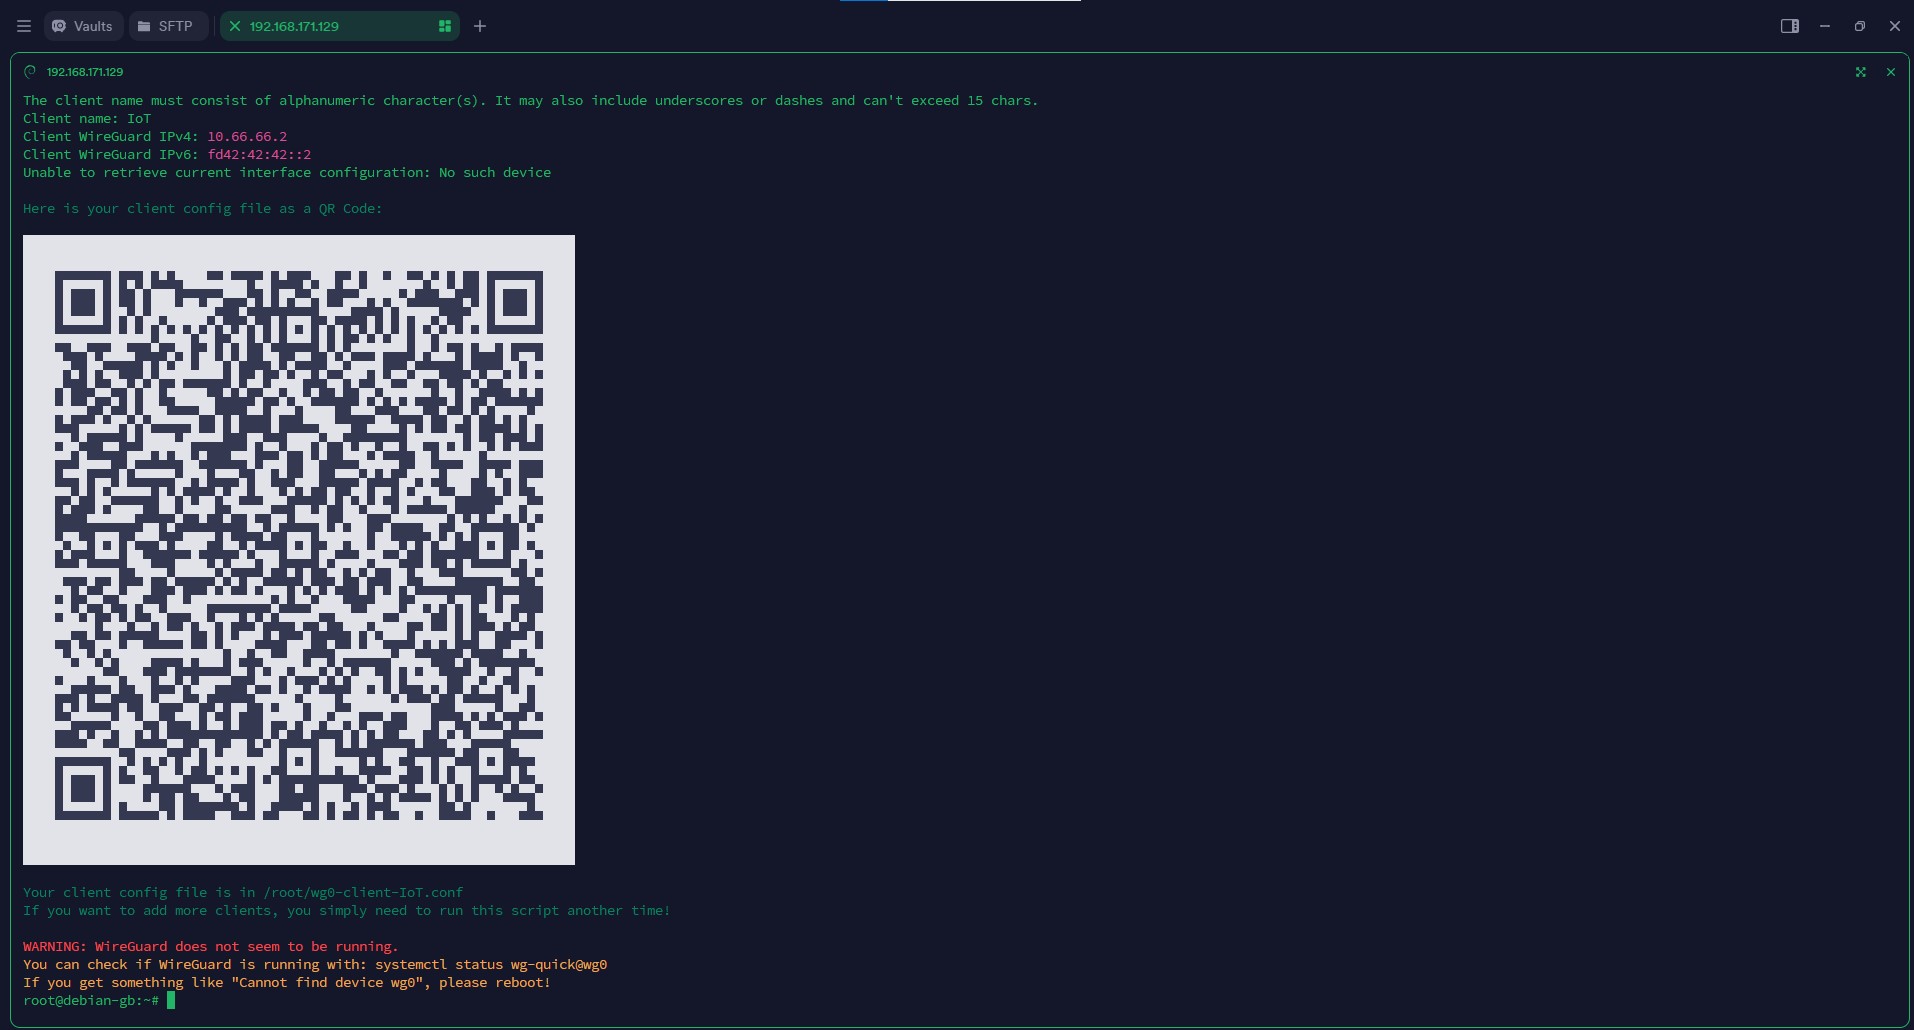 Vaults
SFTP
192.168.171.129
192.168.171.129
The client name must consist of alphanumeric character(s). It may also include underscores or dashes and can't exceed 15 chars.
Client name: IoT
Client WireGuard IPv4: 10.66.66.2
Client WireGuard IPv6: fd42:42:42::2
Unable to retrieve current interface configuration: No such device
Here is your client config file as a QR Code:
Your client config file is in /root/wg0-client-IoT.conf
If you want to add more clients, you simply need to run this script another time!
WARNING: WireGuard does not seem to be running.
You can check if WireGuard is running with: systemctl status wg-quick@wg0
If you get something like "Cannot find device wg0", please reboot!
root@debian-gb:~#